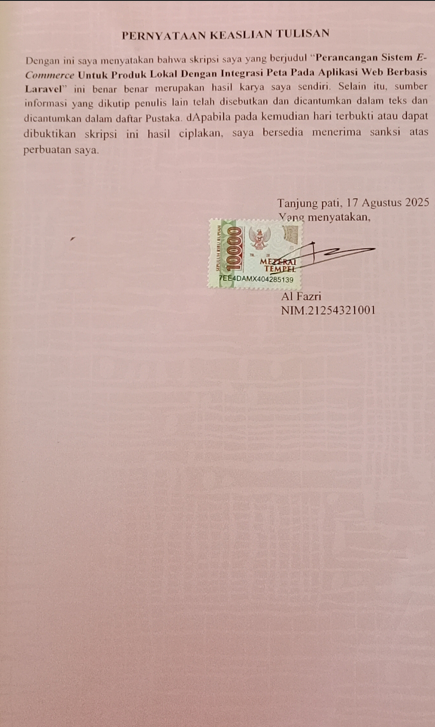 PERNYATAAN KEASLIAN TULISAN
Dengan ini saya menyatakan bahwa skripsi saya yang berjudul "Perancangan Sistem E-
Commerce Untuk Produk Lokal Dengan Integrasi Peta Pada Aplikasi Web Berbasis
Laravel" ini benar benar merupakan hasil karya saya sendiri. Selain itu, sumber
informasi yang dikutip penulis lain telah disebutkan dan dicantumkan dalam teks dan
dicantumkan dalam daftar Pustaka. dApabila pada kemudian hari terbukti atau dapat
dibuktikan skripsi ini hasil ciplakan, saya bersedia menerima sanksi atas
perbuatan saya.
Tanjung pati, 17 Agustus 2025
Yang menyatakan,
10000
METERAI
TEMPEL
7EE4DAMX404285139
Al Fazri
NIM.21254321001